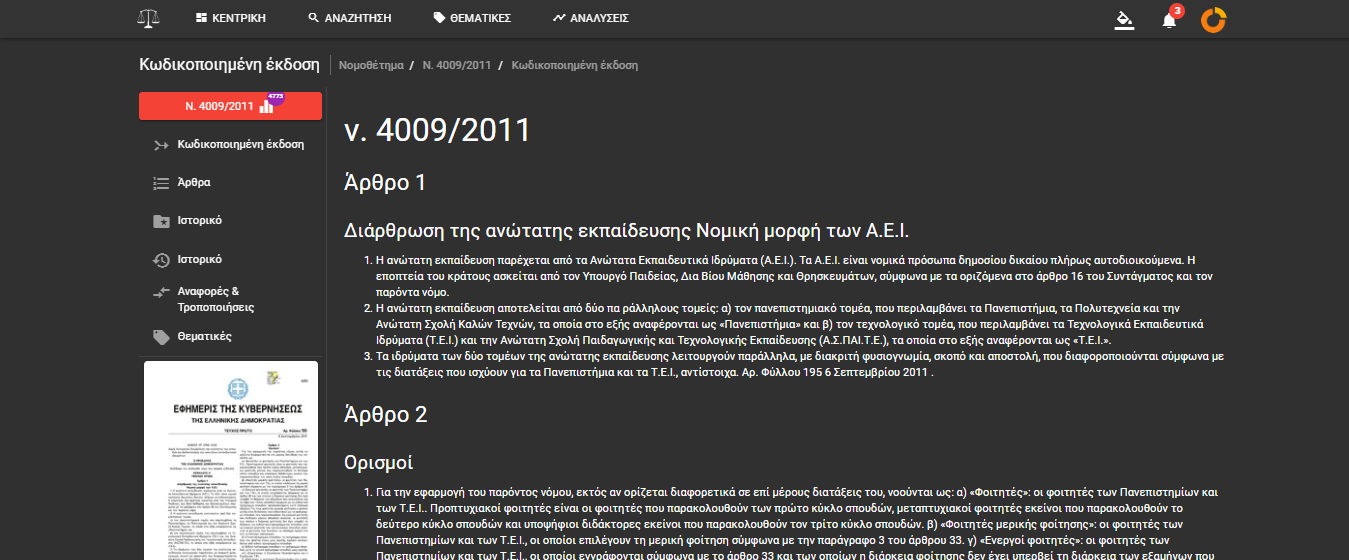 ΚΕΝΤΡΙΚΗ ΑΝΑΖΗΤΗΣΗ ΘΕΜΑΤΙΚΕΣ ΑΝΑΛΥΣΕΙΣ 3
Κωδικοποιημένη έκδοση Νομοθέτημα / Ν. 4009/2011 / Κωδικοποιημένη έκδοση
Ν. 4009/2011 4773
Κωδικοποιημένη έκδοση
Άρθρα
Ιστορικό
Ιστορικό
Αναφορές &
Τροποποιήσεις
Θεματικές
ΕΦΗΜΕΡΙΣ ΤΗΣ ΚΥΒΕΡΝΗΣΕΩΣ
ΤΗΣ ΕΛΛΗΝΙΚΗΣ ΔΗΜΟΚΡΑΤΙΑΣ
ν. 4009/2011
Άρθρο 1
Διάρθρωση της ανώτατης εκπαίδευσης Νομική μορφή των Α.Ε.Ι.
1. Η ανώτατη εκπαίδευση παρέχεται από τα Ανώτατα Εκπαιδευτικά Ιδρύματα (Α.Ε.Ι.). Τα Α.Ε.Ι. είναι νομικά πρόσωπα δημοσίου δικαίου πλήρως αυτοδιοικούμενα. Η
εποπτεία του κράτους ασκείται από τον Υπουργό Παιδείας, Δια Βίου Μάθησης και Θρησκευμάτων, σύμφωνα με τα οριζόμενα στο άρθρο 16 του Συντάγματος και τον
παρόντα νόμο.
2. Η ανώτατη εκπαίδευση αποτελείται από δύο πα ράλληλους τομείς: α) τον πανεπιστημιακό τομέα, που περιλαμβάνει τα Πανεπιστήμια, τα Πολυτεχνεία και την
Ανώτατη Σχολή Καλών Τεχνών, τα οποία στο εξής αναφέρονται ως «Πανεπιστήμια» και β) τον τεχνολογικό τομέα, που περιλαμβάνει τα Τεχνολογικά Εκπαιδευτικά
Ιδρύματα (Τ.Ε.Ι.) και την Ανώτατη Σχολή Παιδαγωγικής και Τεχνολογικής Εκπαίδευσης (Α.Σ.ΠΑΙ.Τ.Ε.), τα οποία στο εξής αναφέρονται ως «Τ.Ε.Ι.».
3. Τα ιδρύματα των δύο τομέων της ανώτατης εκπαίδευσης λειτουργούν παράλληλα, με διακριτή φυσιογνωμία, σκοπό και αποστολή, που διαφοροποιούνται σύμφωνα με
τις διατάξεις που ισχύουν για τα Πανεπιστήμια και τα Τ.Ε.Ι., αντίστοιχα. Αρ. Φύλλου 195 6 Σεπτεμβρίου 2011 .
Άρθρο 2
Ορισμοί
1. Για την εφαρμογή του παρόντος νόμου, εκτός αν ορίζεται διαφορετικά σε επί μέρους διατάξεις του, νοούνται ως: α) «Φοιτητές»: οι φοιτητές των Πανεπιστημίων και
των Τ.Ε.Ι.. Προπτυχιακοί φοιτητές είναι οι φοιτητές που παρακολουθούν τον πρώτο κύκλο σπουδών, μεταπτυχιακοί φοιτητές εκείνοι που παρακολουθούν το
δεύτερο κύκλο σπουδών και υποψήφιοι διδάκτορες εκείνοι που παρακολουθούν τον τρίτο κύκλο σπουδών. β) «Φοιτητές μερικής φοίτησης»: οι φοιτητές των
Πανεπιστημίων και των Τ.Ε.Ι., οι οποίοι επιλέγουν τη μερική φοίτηση σύμφωνα με την παράγραφο 3 του άρθρου 33. γ) «Ενεργοί φοιτητές»: οι φοιτητές των
Πανεπιστημίων και των Τ.Ε.Ι., οι οποίοι εγγράφονται σύμφωνα με το άρθρο 33 και των οποίων η διάρκεια φοίτησης δεν έχει υπερβεί τη διάρκεια των εξαμήνων που